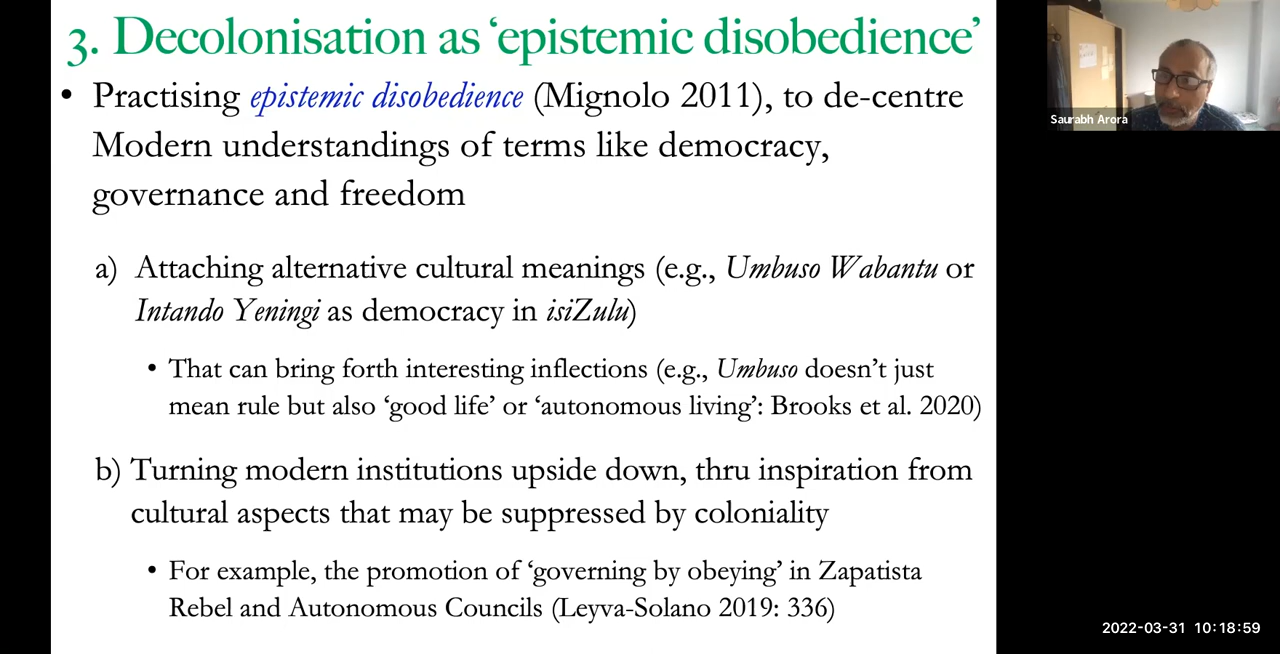 3. Decolonisation as ‘epistemic disobedience’
• Practising epistemic disobedience (Mignolo 2011), to de-centre
Modern understandings of terms like democracy,
governance and freedom
a) Attaching alternative cultural meanings (e.g., Umbuso Wabantu or
Intando Yeningi as democracy in isiZulu)
• That can bring forth interesting inflections (e.g., Umbuso doesn’t just
mean rule but also ‘good life’ or ‘autonomous living’: Brooks et al. 2020)
b) Turning modern institutions upside down, thru inspiration from
cultural aspects that may be suppressed by coloniality
• For example, the promotion of ‘governing by obeying’ in Zapatista
Rebel and Autonomous Councils (Leyva-Solano 2019: 336)
Saurabh Arora
2022-03-31 10:18:59